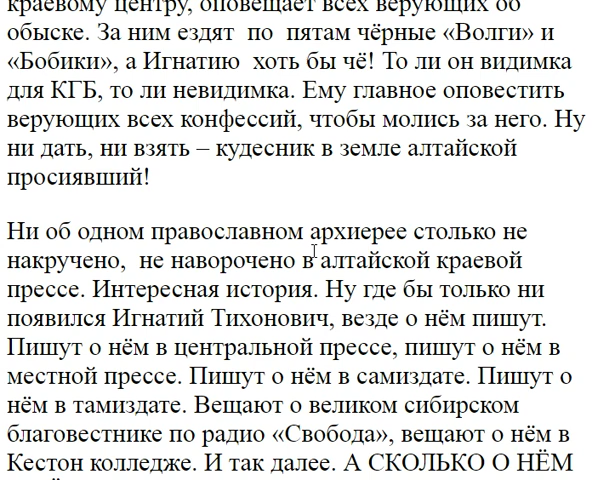 краевому центру, оповещает всех верующих об
обыске. За ним ездят по пятам чёрные «Волги» и
«Бобики», а Игнатию хоть бы чё! То ли он видимка
для КГБ, то ли невидимка. Ему главное оповестить
верующих всех конфессий, чтобы молись за него. Ну
ни дать, ни взять – кудесник в земле алтайской
просиявший!
Ни об одном православном архиерее столько не
накручено, не наворочено в алтайской краевой
прессе. Интересная история. Ну где бы только ни
появился Игнатий Тихонович, везде о нём пишут.
Пишут о нём в центральной прессе, пишут о нём в
местной прессе. Пишут о нём в самиздате. Пишут о
нём в тамиздате. Вещают о великом сибирском
благовестнике по радио «Свобода», вещают о нём в
Кестон колледже. И так далее. А СКОЛЬКО О НЁМ